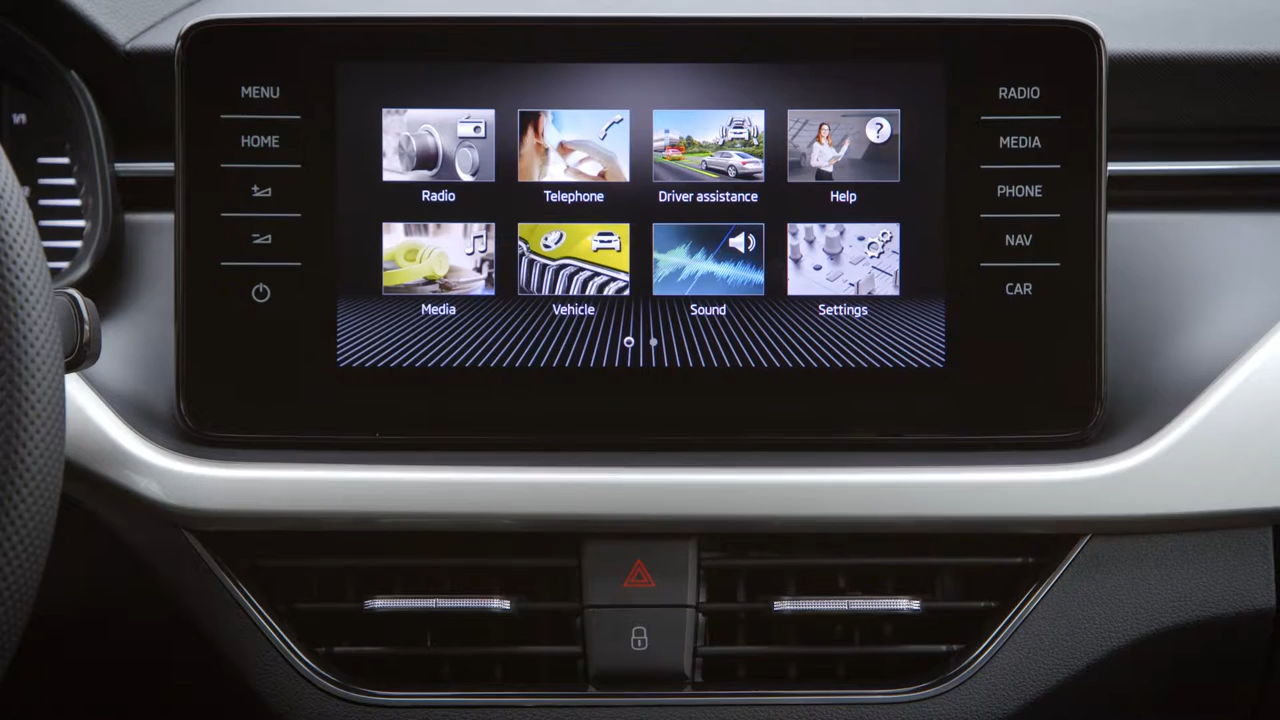 MENU
HOME
Radio
Telephone
Driver assistance
Help
Media
Vehicle
Sound
Settings
RADIO
MEDIA
PHONE
NAV
CAR